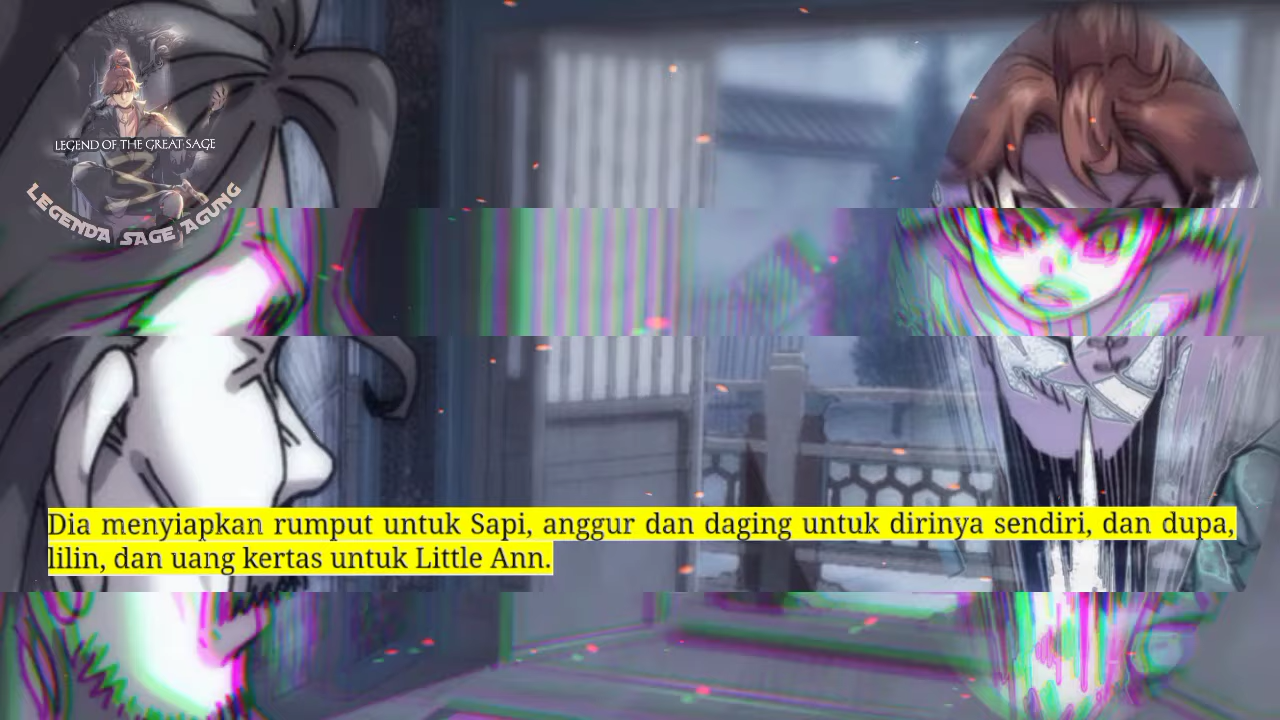 LEGEND OF THE GREAT SAGE
3
LEGENDA SAGE AGUNG
Dia menyiapkan rumput untuk Sapi, anggur dan daging untuk dirinya sendiri, dan dupa,
lilin, dan uang kertas untuk Little Ann.